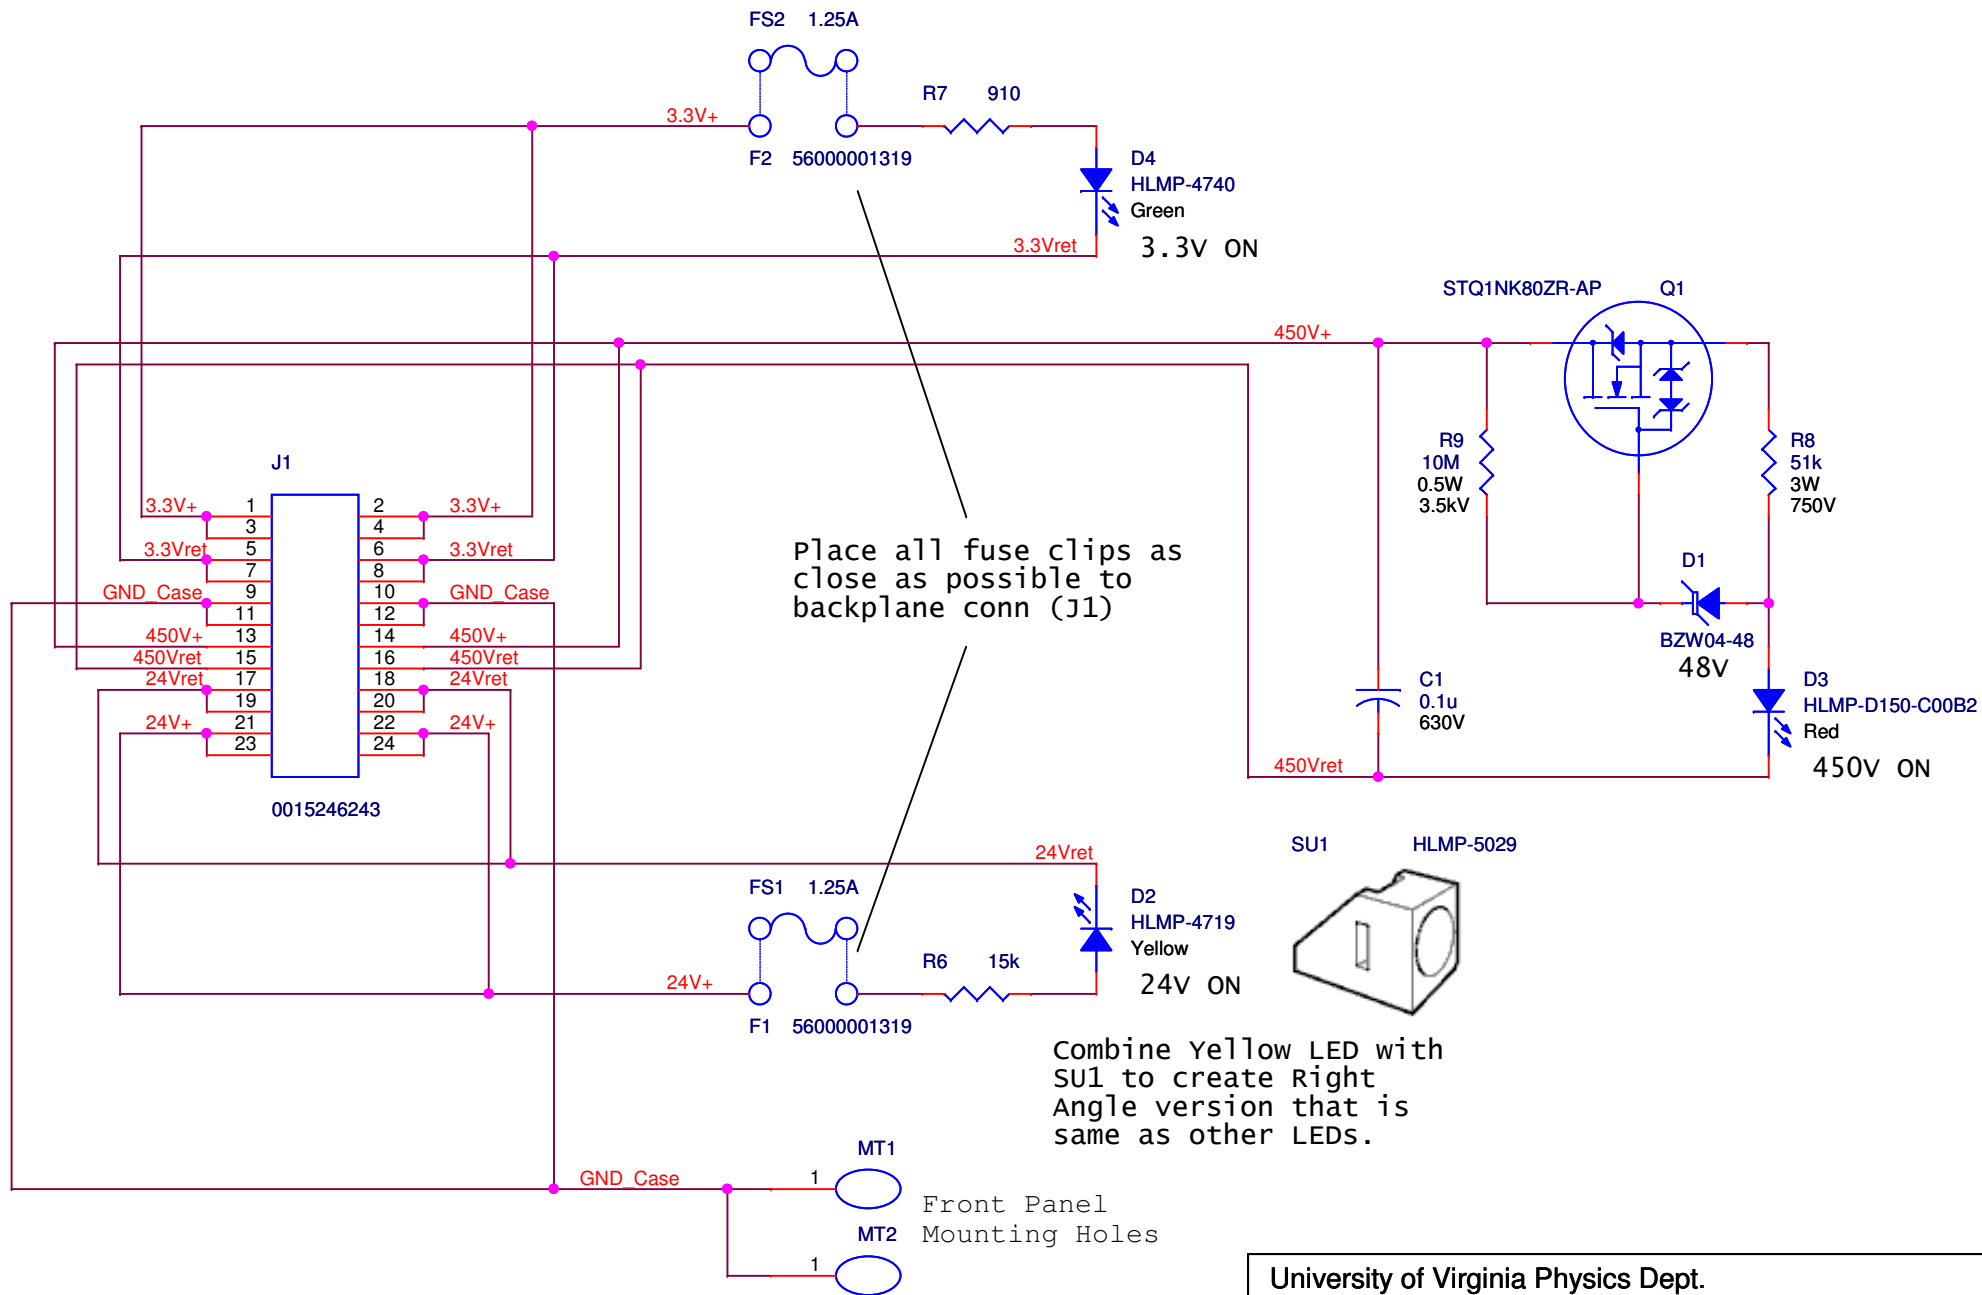 FS2 1.25A
R7 910
3.3V+
F2 56000001319
D4
HLMP-4740
Green
3.3V ON
3.3Vret
STQ1NK80ZR-AP Q1
450V+
R9
10M
0.5W
3.5kV
R8
51k
3W
750V
J1
3.3V+ 1 2 3.3V+
3 4
3.3Vret 5 6 3.3Vret
7 8
GND_Case 9 10 GND_Case
11 12
450V+ 13 14 450V+
450Vret 15 16 450Vret
24Vret 17 18 24Vret
19 20
24V+ 21 22 24V+
23 24
0015246243
Place all fuse clips as
close as possible to
backplane conn (J1)
D1
BZW04-48
48V
C1
0.1u
630V
D3
HLMP-D150-C00B2
Red
450V ON
450Vret
SU1 HLMP-5029
24Vret
FS1 1.25A
D2
HLMP-4719
Yellow
24V ON
R6 15k
24V+
F1 56000001319
Combine Yellow LED with
SU1 to create Right
Angle version that is
same as other LEDs.
MT1
GND_Case 1
Front Panel
Mounting Holes
MT2
1
University of Virginia Physics Dept.